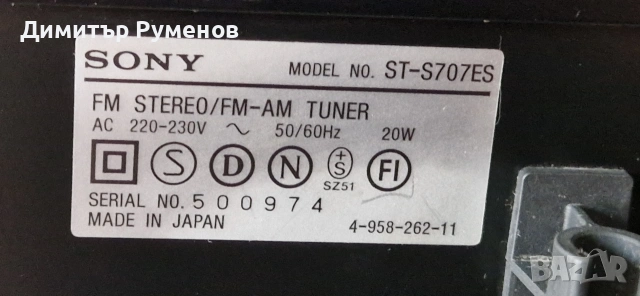 Димитър Руменов
SONY MODEL NO. ST-S707ES
FM STEREO/FM-AM TUNER
AC 220-230V ~ 50/60Hz 20W
S D N +S FI
SZ51
SERIAL NO. 500974
MADE IN JAPAN 4-958-262-11
BAZAR